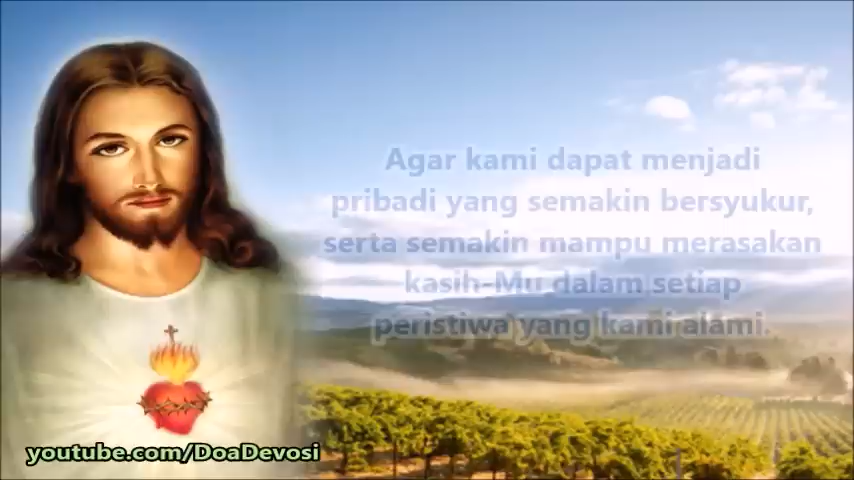 Agar kami dapat menjadi
pribadi yang semakin bersyukur,
serta semakin mampu merasakan
kasih-Mu dalam setiap
peristiwa yang kami alami.
youtube.com/DoaDevosi